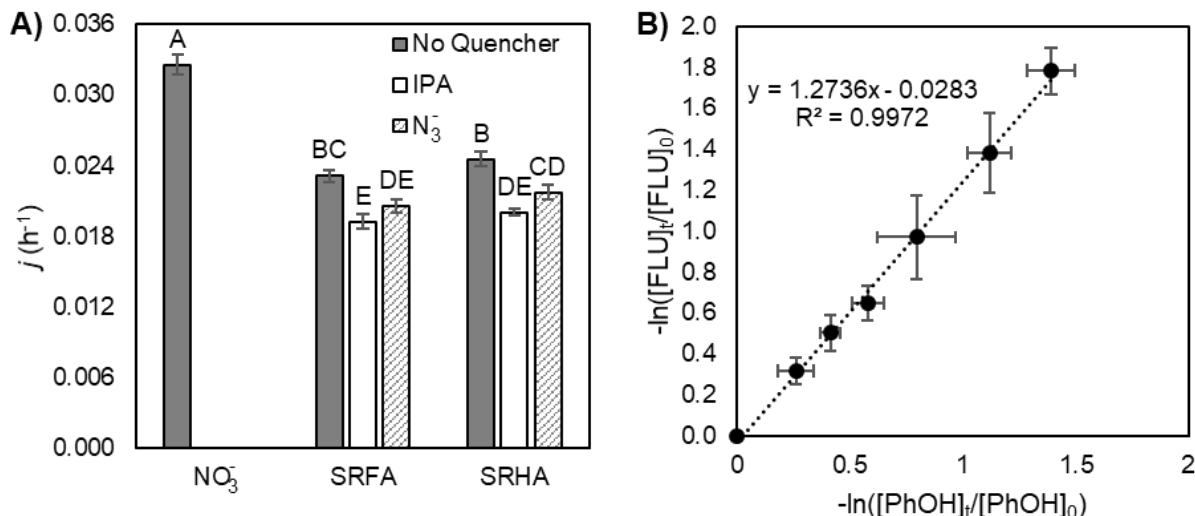 A)
0.036
0.030
0.024
0.018
0.012
0.006
0.000
j (h⁻¹)
A
BC
E
DE
B
DE
CD
No Quencher
IPA
N₃⁻
NO₃⁻
SRFA
SRHA
B)
2.0
1.8
1.6
1.4
1.2
1.0
0.8
0.6
0.4
0.2
0.0
-ln([FLU]ₜ/[FLU]₀)
y = 1.2736x - 0.0283
R² = 0.9972
0
0.5
1
1.5
2
-ln([PhOH]ₜ/[PhOH]₀)